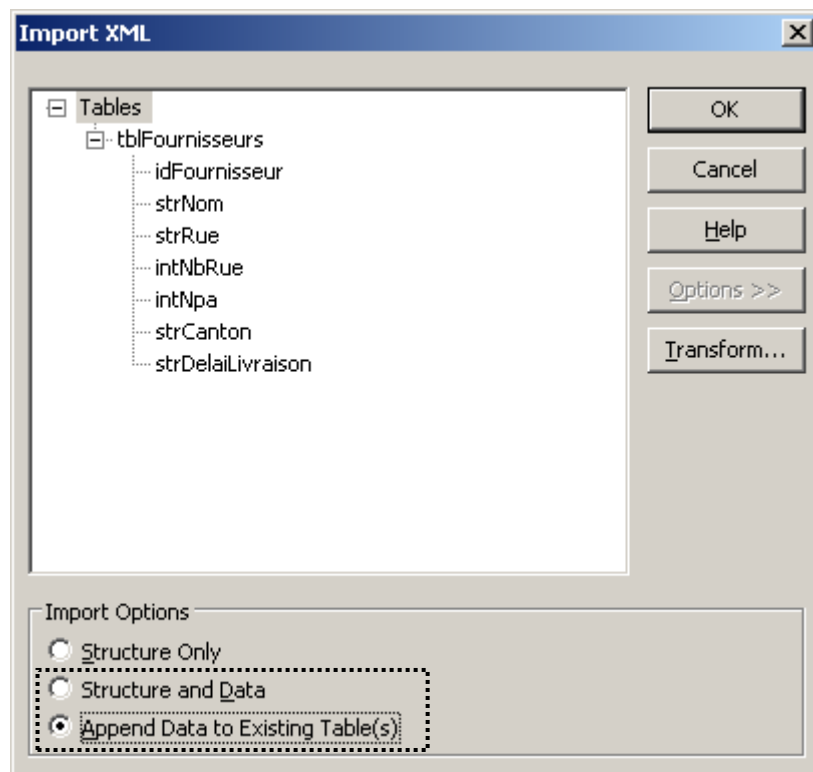 Import XML
Tables
tblFournisseurs
idFournisseur
strNom
strRue
intNbRue
intNpa
strCanton
strDelaiLivraison
OK
Cancel
Help
Options >>
Transform...
Import Options
Structure Only
Structure and Data
Append Data to Existing Table(s)